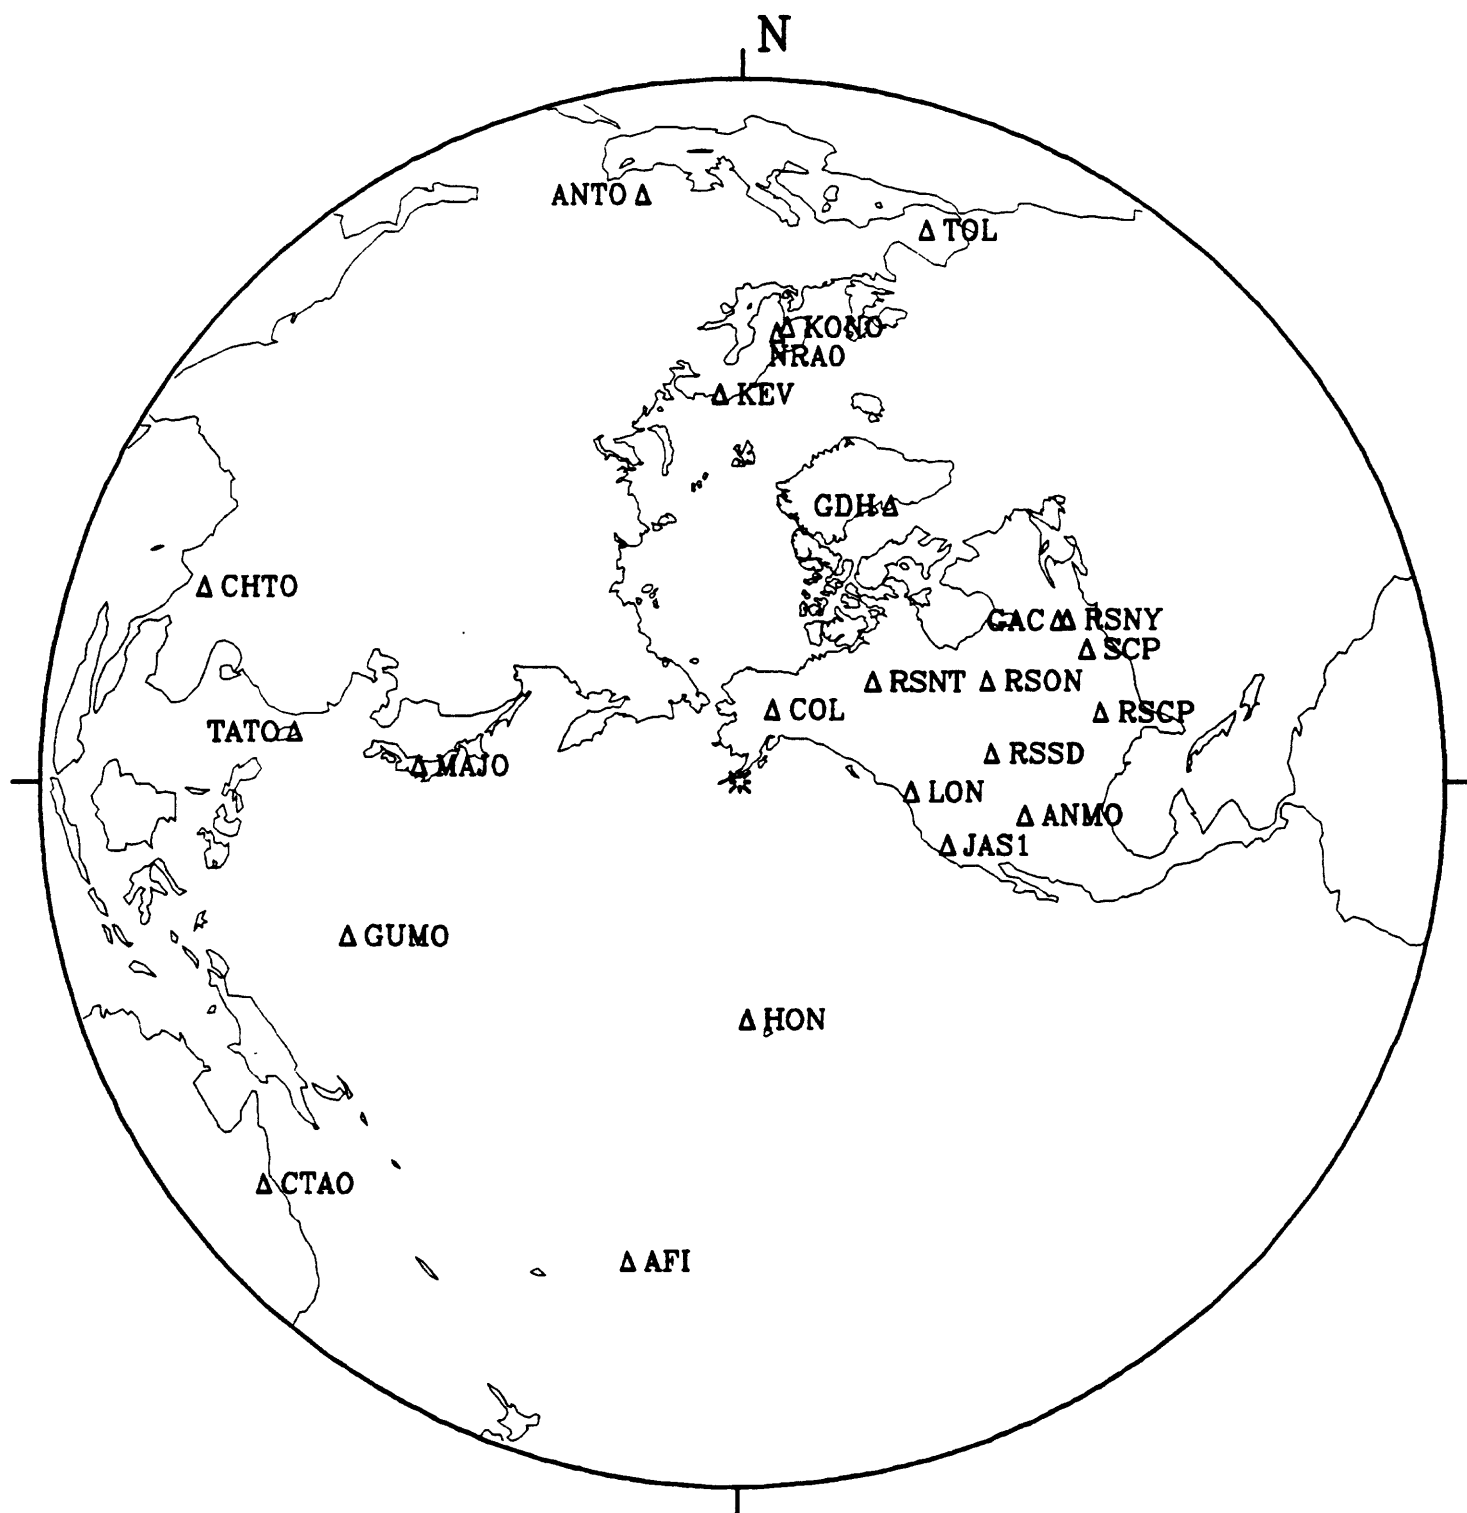 N
ANTO
TOL
KONO
NRAO
KEV
GDH
CHTO
GAC
RSNY
SCP
RSNT
RSON
COL
RSCP
TATO
MAJO
RSSD
LON
ANMO
JAS1
GUMO
HON
CTAO
AFI